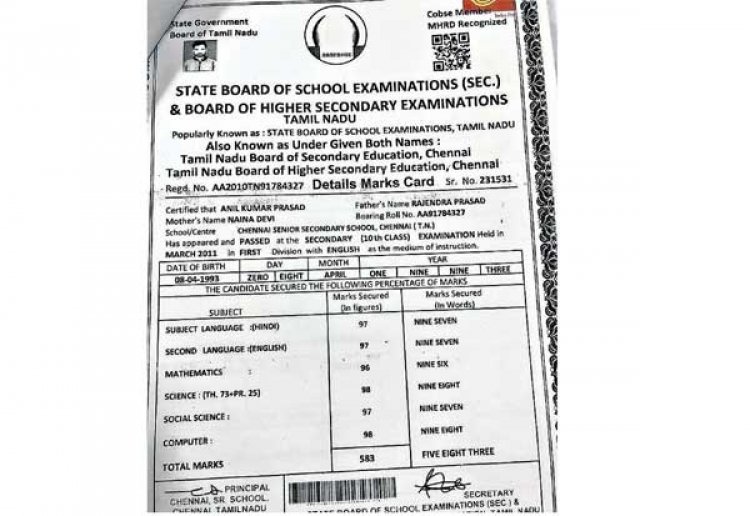 State Government
Board of Tamil Nadu
Cobse Member
MHRD Recognized
STATE BOARD OF SCHOOL EXAMINATIONS (SEC.)
& BOARD OF HIGHER SECONDARY EXAMINATIONS
TAMIL NADU
Popularly Known as : STATE BOARD OF SCHOOL EXAMINATIONS, TAMIL NADU
Also Known as Under Given Both Names :
Tamil Nadu Board of Secondary Education, Chennai
Tamil Nadu Board of Higher Secondary Education, Chennai
Regd. No. AA2010TN91784327 Details Marks Card Sr. No. 231531
Certified that ANIL KUMAR PRASAD Father's Name RAJENDRA PRASAD
Mother's Name NAINA DEVI Boaring Roll No. AA91784327
School/Centre CHENNAI SENIOR SECONDARY SCHOOL, CHENNAI (T.N.)
Has appeared and PASSED at the SECONDARY (10th CLASS) EXAMINATION Held in
MARCH 2011 in FIRST Division with ENGLISH as the medium of instruction.
DATE OF BIRTH DAY MONTH YEAR
08-04-1993 ZERO EIGHT APRIL ONE NINE NINE THREE
THE CANDIDATE SECURED THE FOLLOWING PERCENTAGE OF MARKS
SUBJECT Marks Secured (In figures) Marks Secured (In Words)
SUBJECT LANGUAGE :(HINDI) 97 NINE SEVEN
SECOND LANGUAGE :(ENGLISH) 97 NINE SEVEN
MATHEMATICS : 96 NINE SIX
SCIENCE : (TH. 73+PR. 25) 98 NINE EIGHT
SOCIAL SCIENCE : 97 NINE SEVEN
COMPUTER : 98 NINE EIGHT
TOTAL MARKS 583 FIVE EIGHT THREE
PRINCIPAL
CHENNAI, SR SCHOOL,
CHENNAI TAMILNADU
SECRETARY
STATE BOARD OF SCHOOL EXAMINATIONS (SEC.) &
EXAMINATIONS, TAMIL NADU